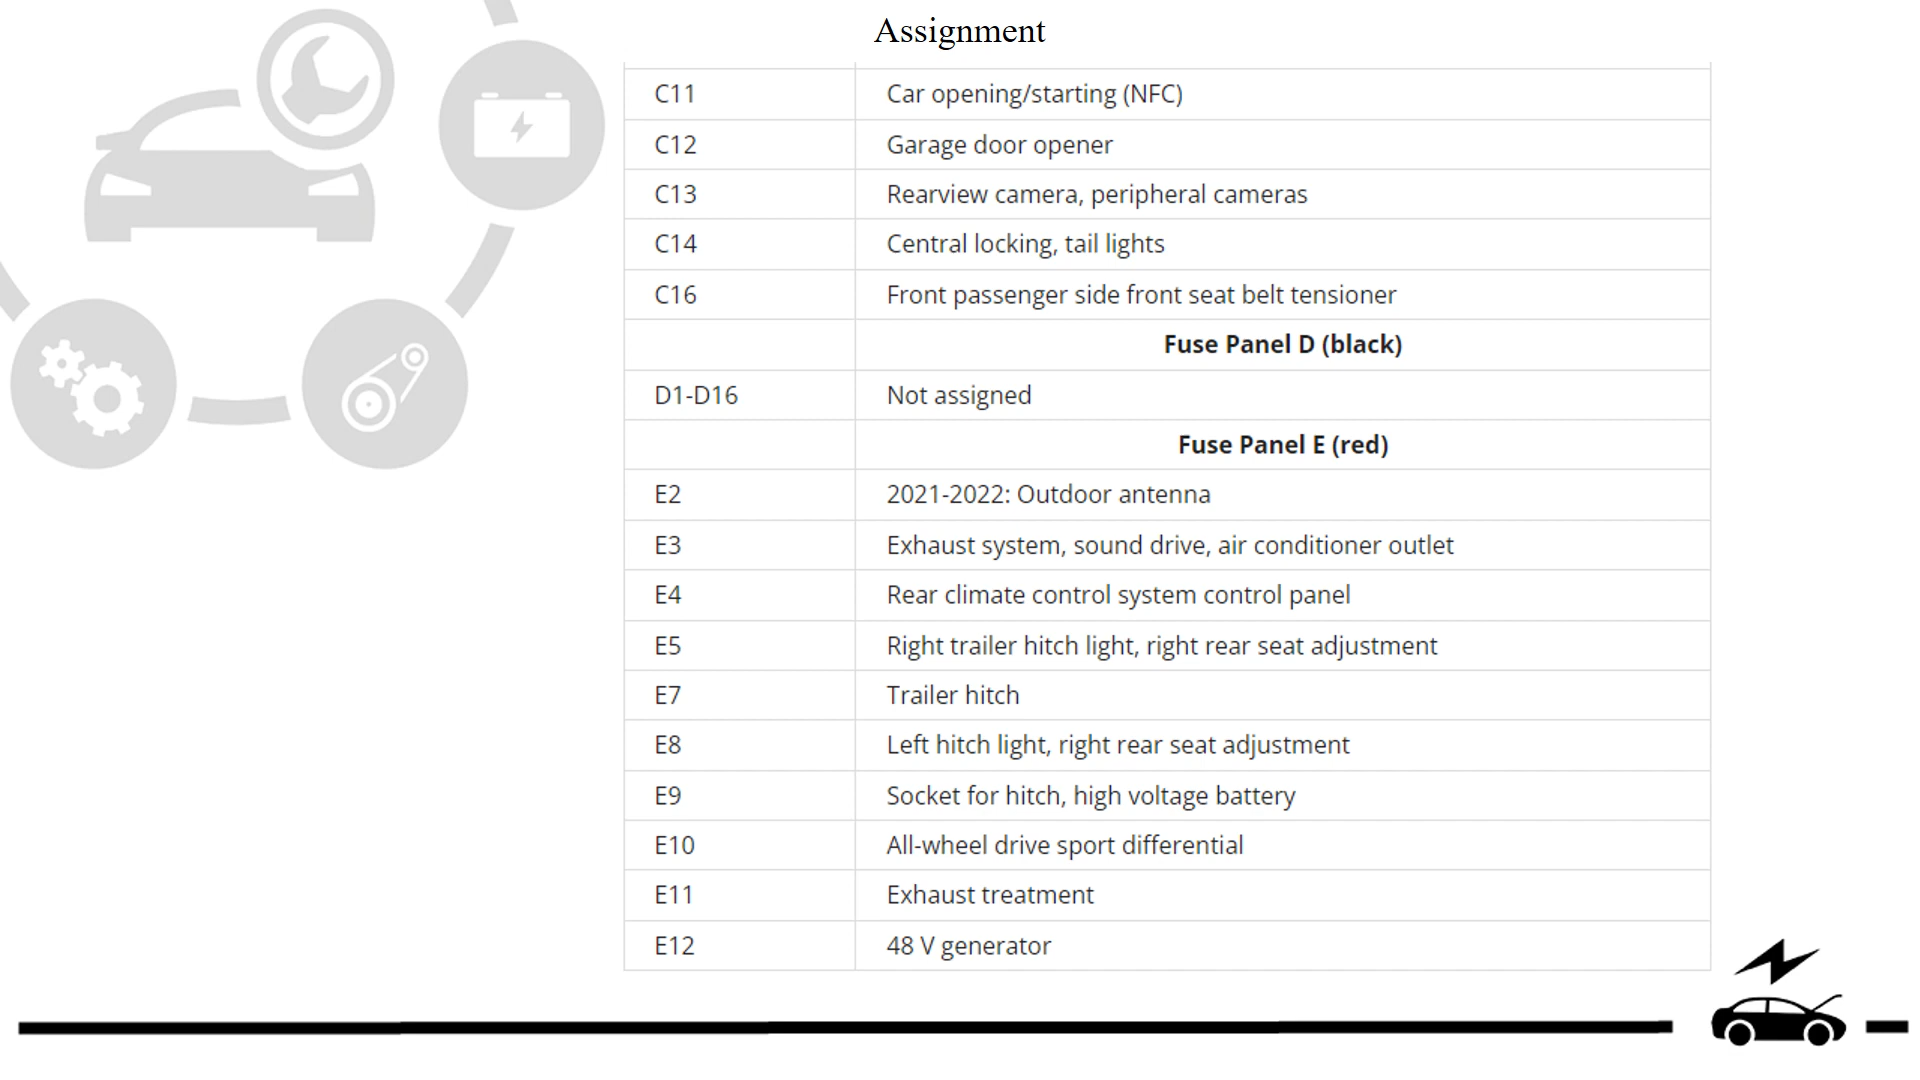 Assignment
C11 Car opening/starting (NFC)
C12 Garage door opener
C13 Rearview camera, peripheral cameras
C14 Central locking, tail lights
C16 Front passenger side front seat belt tensioner
Fuse Panel D (black)
D1-D16 Not assigned
Fuse Panel E (red)
E2 2021-2022: Outdoor antenna
E3 Exhaust system, sound drive, air conditioner outlet
E4 Rear climate control system control panel
E5 Right trailer hitch light, right rear seat adjustment
E7 Trailer hitch
E8 Left hitch light, right rear seat adjustment
E9 Socket for hitch, high voltage battery
E10 All-wheel drive sport differential
E11 Exhaust treatment
E12 48 V generator